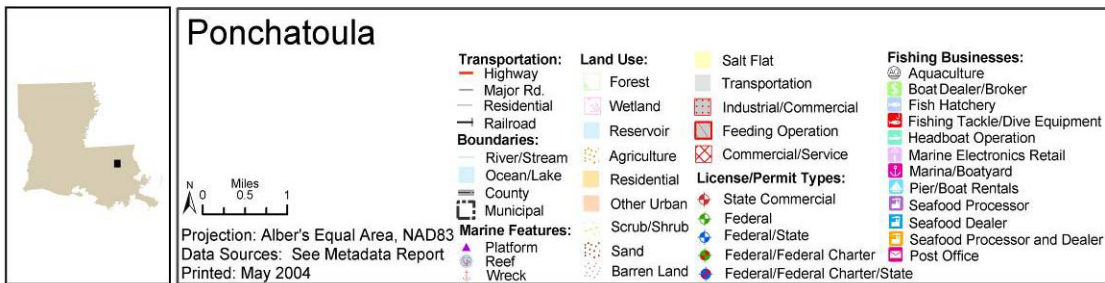 Ponchatoula
N
Miles
0 0.5 1
Projection: Alber's Equal Area, NAD83
Data Sources: See Metadata Report
Printed: May 2004
Transportation:
Highway
Major Rd.
Residential
Railroad
Boundaries:
River/Stream
Ocean/Lake
County
Municipal
Marine Features:
Platform
Reef
Wreck
Land Use:
Forest
Wetland
Reservoir
Agriculture
Residential
Other Urban
Scrub/Shrub
Sand
Barren Land
Salt Flat
Transportation
Industrial/Commercial
Feeding Operation
Commercial/Service
License/Permit Types:
State Commercial
Federal
Federal/State
Federal/Federal Charter
Federal/Federal Charter/State
Fishing Businesses:
Aquaculture
Boat Dealer/Broker
Fish Hatchery
Fishing Tackle/Dive Equipment
Headboat Operation
Marine Electronics Retail
Marina/Boatyard
Pier/Boat Rentals
Seafood Processor
Seafood Dealer
Seafood Processor and Dealer
Post Office